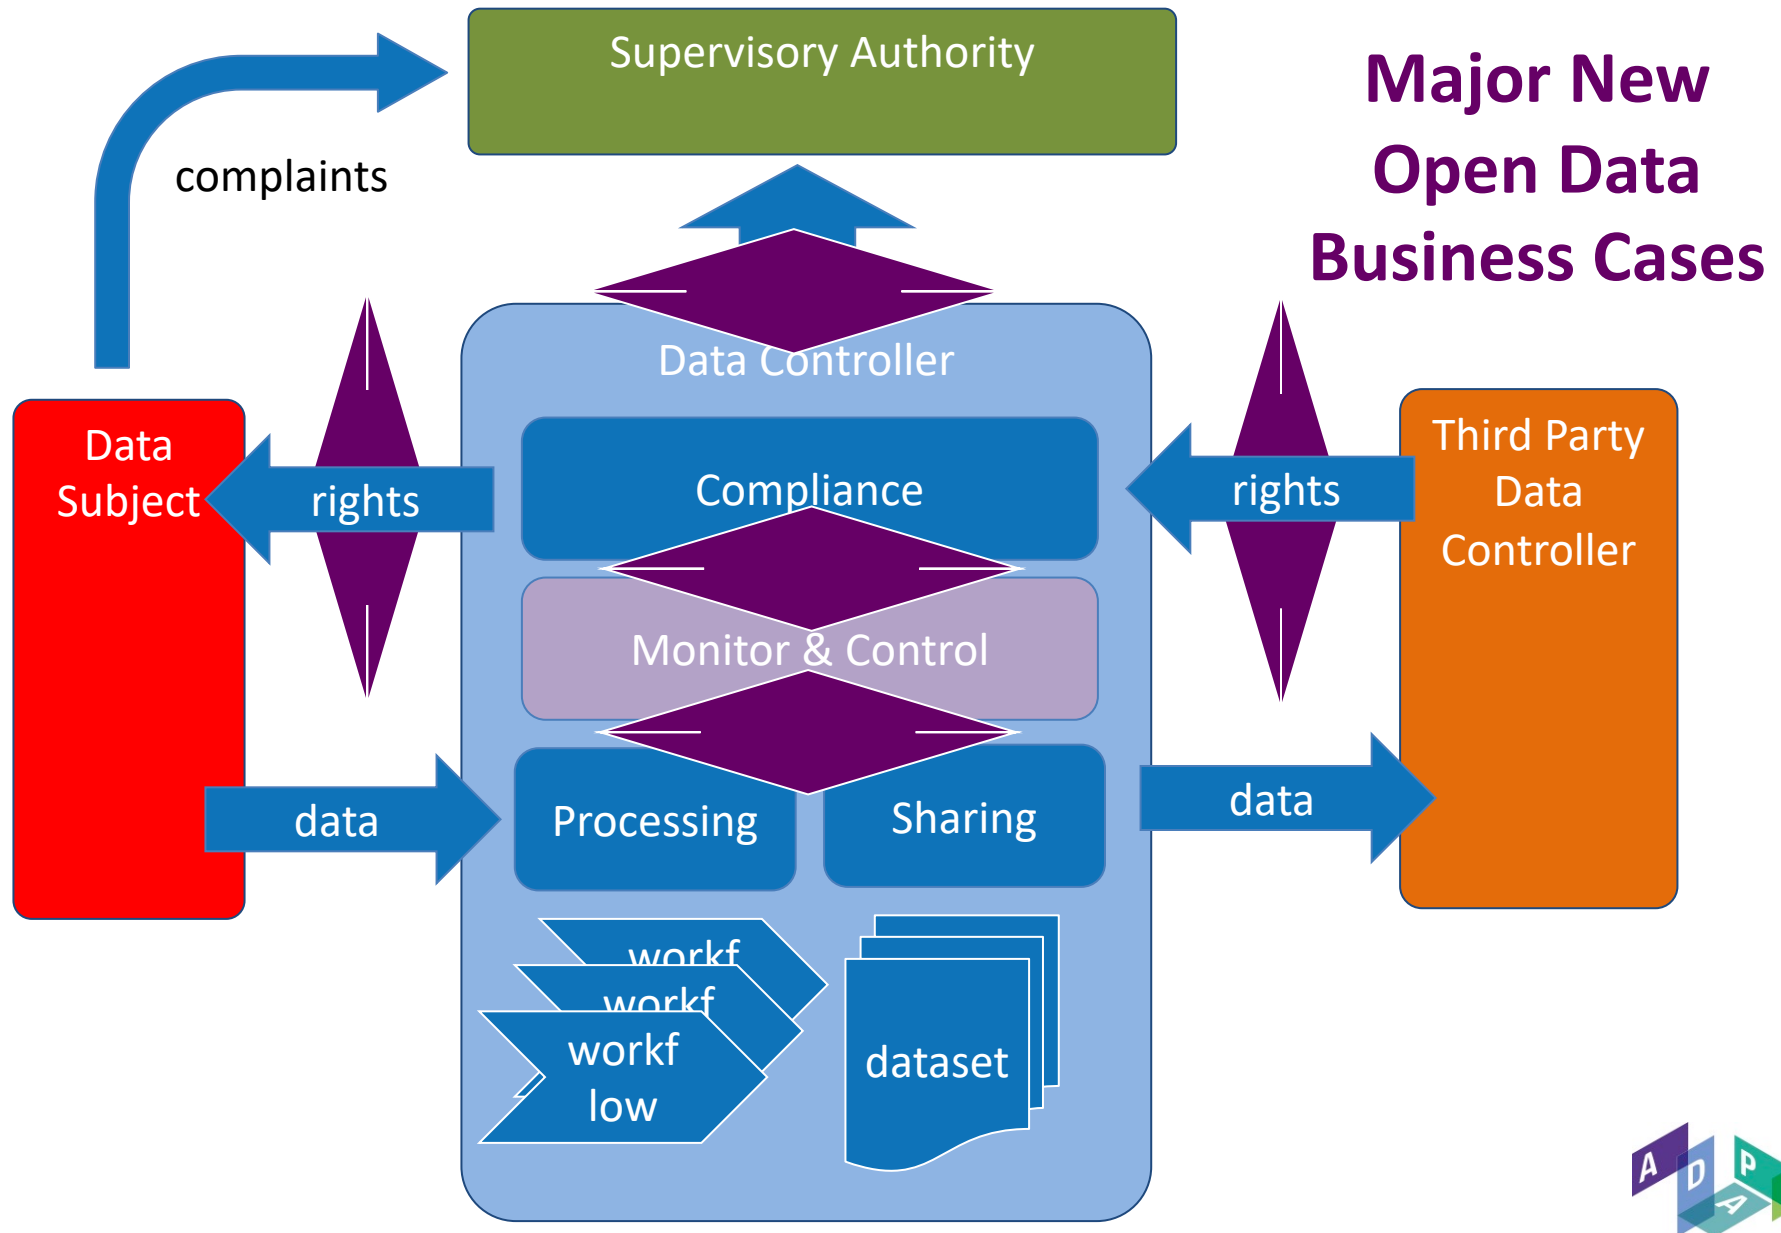 Supervisory Authority
Major New
Open Data
Business Cases
complaints
Data Controller
Data
Subject
rights
Compliance
rights
Third Party
Data
Controller
Monitor & Control
data
Processing
Sharing
data
workf
workf
workf
low
dataset
A
D
A
P